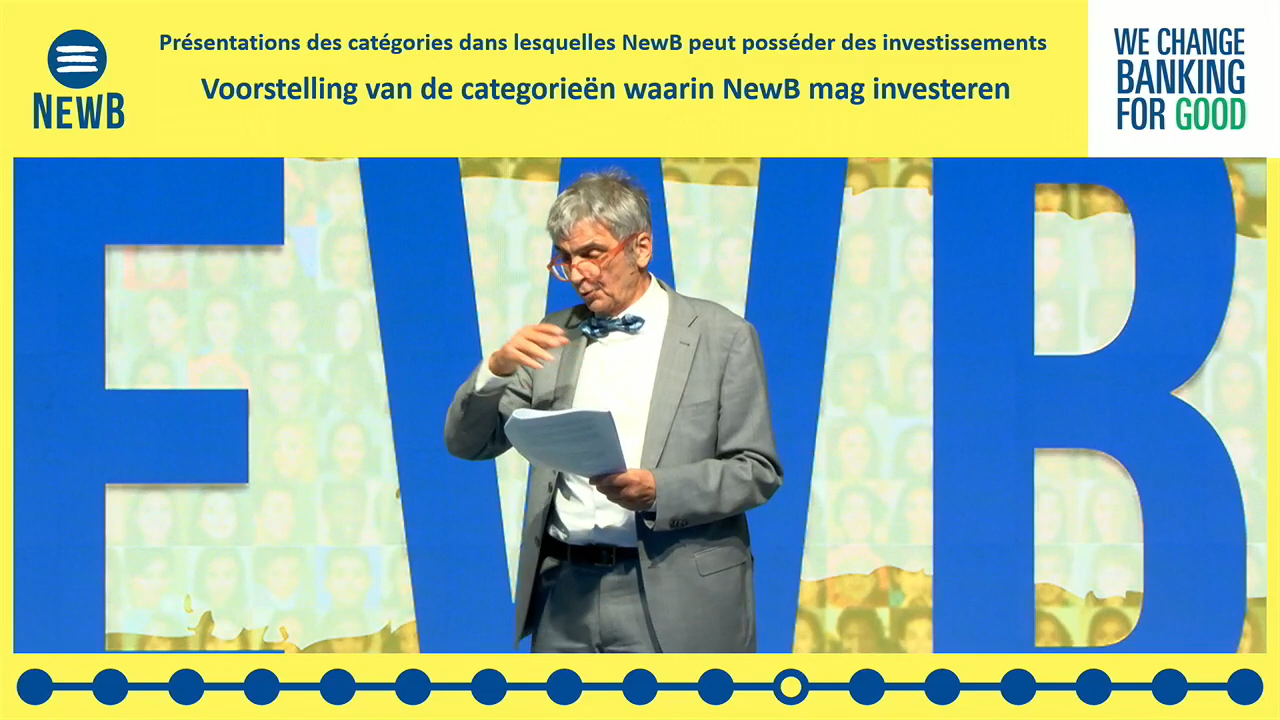 Présentations des catégories dans lesquelles NewB peut posséder des investissements
Voorstelling van de categorieën waarin NewB mag investeren
NEWB
WE CHANGE
BANKING
FOR GOOD
EWB